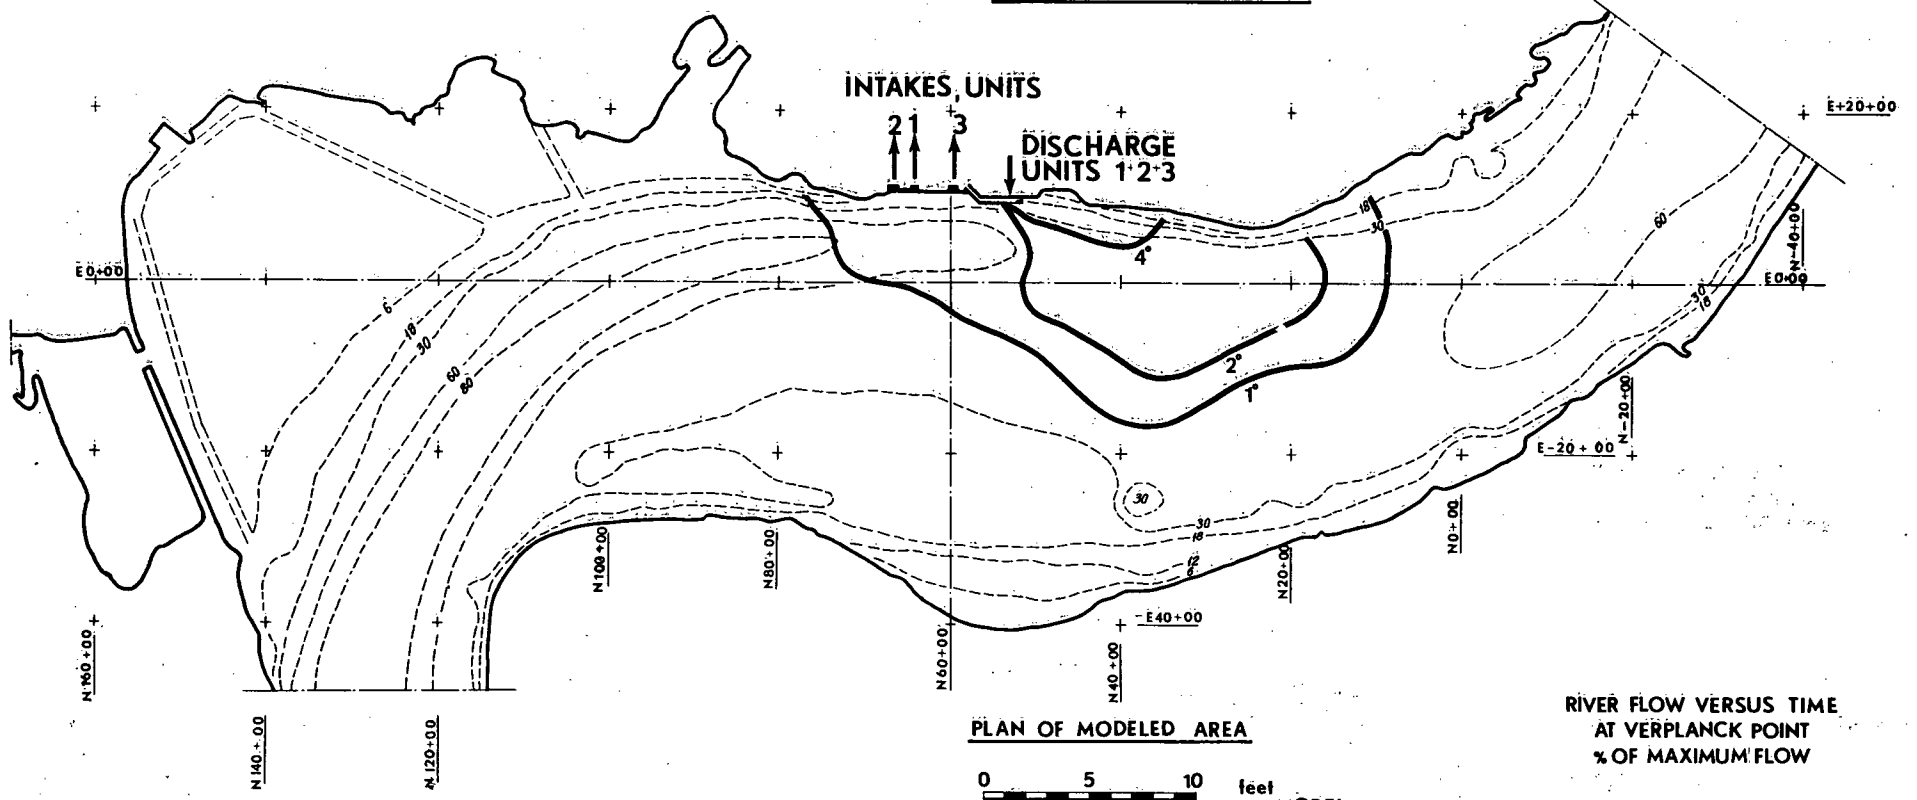 INTAKES, UNITS
2 1 3
DISCHARGE
UNITS 1+2+3
E+20+00
E0+00
E0+00
N-40+00
6
18
30
60
80
18
30
60
30
18
4°
2°
1°
N-20+00
E-20+00
30
30
18
12
6
N160+00
N140+00
N120+00
N100+00
N80+00
N60+00
N40+00
N20+00
N0+00
-E40+00
PLAN OF MODELED AREA
0 5 10 feet
RIVER FLOW VERSUS TIME
AT VERPLANCK POINT
% OF MAXIMUM FLOW